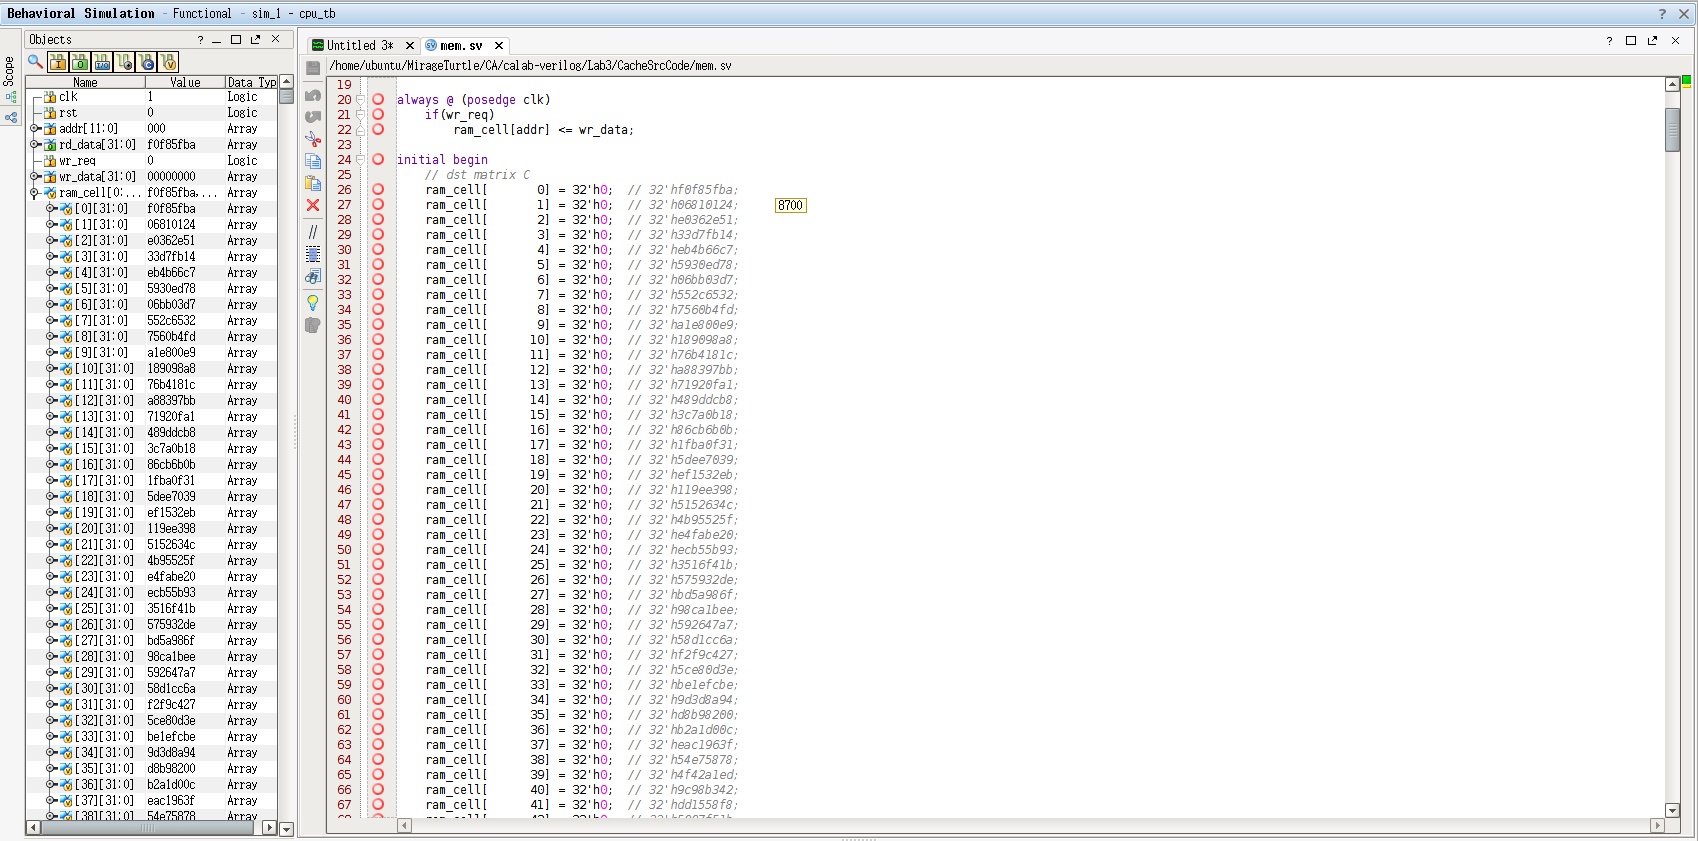 Behavioral Simulation - Functional - sim_1 - cpu_tb
Scope
Objects
Name Value Data Typ
clk 1 Logic
rst 0 Logic
addr[11:0] 000 Array
rd_data[31:0] f0f85fba Array
wr_req 0 Logic
wr_data[31:0] 00000000 Array
ram_cell[0:... f0f85fba,... Array
[0][31:0] f0f85fba Array
[1][31:0] 06810124 Array
[2][31:0] e0362e51 Array
[3][31:0] 33d7fb14 Array
[4][31:0] eb4b66c7 Array
[5][31:0] 5930ed78 Array
[6][31:0] 06bb03d7 Array
[7][31:0] 552c6532 Array
[8][31:0] 7560b4fd Array
[9][31:0] a1e800e9 Array
[10][31:0] 189098a8 Array
[11][31:0] 76b4181c Array
[12][31:0] a88397bb Array
[13][31:0] 71920fa1 Array
[14][31:0] 489ddcb8 Array
[15][31:0] 3c7a0b18 Array
[16][31:0] 86cb6b0b Array
[17][31:0] 1fba0f31 Array
[18][31:0] 5dee7039 Array
[19][31:0] ef1532eb Array
[20][31:0] 119ee398 Array
[21][31:0] 5152634c Array
[22][31:0] 4b95525f Array
[23][31:0] e4fabe20 Array
[24][31:0] ecb55b93 Array
[25][31:0] 3516f41b Array
[26][31:0] 575932de Array
[27][31:0] bd5a986f Array
[28][31:0] 98ca1bee Array
[29][31:0] 592647a7 Array
[30][31:0] 58d1cc6a Array
[31][31:0] f2f9c427 Array
[32][31:0] 5ce80d3e Array
[33][31:0] be1efcbe Array
[34][31:0] 9d3d8a94 Array
[35][31:0] d8b98200 Array
[36][31:0] b2a1d00c Array
[37][31:0] eac1963f Array
[38][31:0] 54e75878 Array
Untitled 3* mem.sv
/home/ubuntu/MirageTurtle/CA/calab-verilog/Lab3/CacheSrcCode/mem.sv
19
20 always @ (posedge clk)
21 if(wr_req)
22 ram_cell[addr] <= wr_data;
23
24 initial begin
25 // dst matrix C
26 ram_cell[ 0] = 32'h0; // 32'hf0f85fba;
27 ram_cell[ 1] = 32'h0; // 32'h06810124; 8700
28 ram_cell[ 2] = 32'h0; // 32'he0362e51;
29 ram_cell[ 3] = 32'h0; // 32'h33d7fb14;
30 ram_cell[ 4] = 32'h0; // 32'heb4b66c7;
31 ram_cell[ 5] = 32'h0; // 32'h5930ed78;
32 ram_cell[ 6] = 32'h0; // 32'h06bb03d7;
33 ram_cell[ 7] = 32'h0; // 32'h552c6532;
34 ram_cell[ 8] = 32'h0; // 32'h7560b4fd;
35 ram_cell[ 9] = 32'h0; // 32'ha1e800e9;
36 ram_cell[ 10] = 32'h0; // 32'h189098a8;
37 ram_cell[ 11] = 32'h0; // 32'h76b4181c;
38 ram_cell[ 12] = 32'h0; // 32'ha88397bb;
39 ram_cell[ 13] = 32'h0; // 32'h71920fa1;
40 ram_cell[ 14] = 32'h0; // 32'h489ddcb8;
41 ram_cell[ 15] = 32'h0; // 32'h3c7a0b18;
42 ram_cell[ 16] = 32'h0; // 32'h86cb6b0b;
43 ram_cell[ 17] = 32'h0; // 32'h1fba0f31;
44 ram_cell[ 18] = 32'h0; // 32'h5dee7039;
45 ram_cell[ 19] = 32'h0; // 32'hef1532eb;
46 ram_cell[ 20] = 32'h0; // 32'h119ee398;
47 ram_cell[ 21] = 32'h0; // 32'h5152634c;
48 ram_cell[ 22] = 32'h0; // 32'h4b95525f;
49 ram_cell[ 23] = 32'h0; // 32'he4fabe20;
50 ram_cell[ 24] = 32'h0; // 32'hecb55b93;
51 ram_cell[ 25] = 32'h0; // 32'h3516f41b;
52 ram_cell[ 26] = 32'h0; // 32'h575932de;
53 ram_cell[ 27] = 32'h0; // 32'hbd5a986f;
54 ram_cell[ 28] = 32'h0; // 32'h98ca1bee;
55 ram_cell[ 29] = 32'h0; // 32'h592647a7;
56 ram_cell[ 30] = 32'h0; // 32'h58d1cc6a;
57 ram_cell[ 31] = 32'h0; // 32'hf2f9c427;
58 ram_cell[ 32] = 32'h0; // 32'h5ce80d3e;
59 ram_cell[ 33] = 32'h0; // 32'hbe1efcbe;
60 ram_cell[ 34] = 32'h0; // 32'h9d3d8a94;
61 ram_cell[ 35] = 32'h0; // 32'hd8b98200;
62 ram_cell[ 36] = 32'h0; // 32'hb2a1d00c;
63 ram_cell[ 37] = 32'h0; // 32'heac1963f;
64 ram_cell[ 38] = 32'h0; // 32'h54e75878;
65 ram_cell[ 39] = 32'h0; // 32'h4f42a1ed;
66 ram_cell[ 40] = 32'h0; // 32'h9c98b342;
67 ram_cell[ 41] = 32'h0; // 32'hdd1558f8;